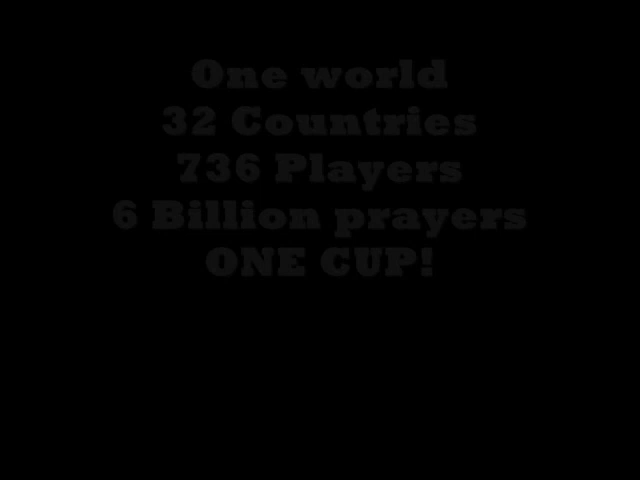 One world
32 Countries
736 Players
6 Billion prayers
ONE CUP!